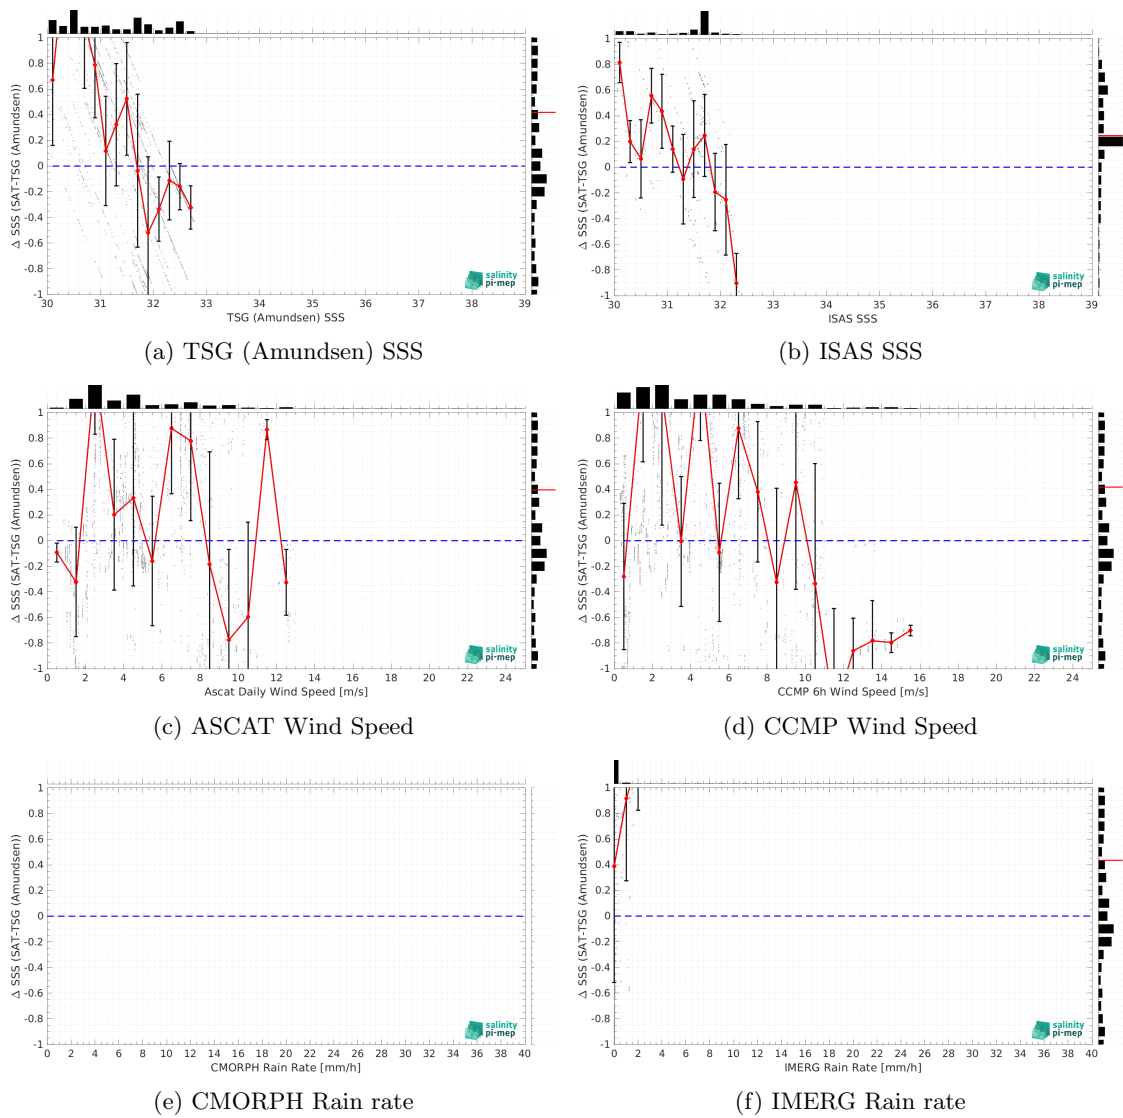 1
0.8
0.6
0.4
0.2
0
-0.2
-0.4
-0.6
-0.8
-1
Δ SSS (SAT-TSG (Amundsen))
30 31 32 33 34 35 36 37 38 39
TSG (Amundsen) SSS
salinity
pi-mep
(a) TSG (Amundsen) SSS
1
0.8
0.6
0.4
0.2
0
-0.2
-0.4
-0.6
-0.8
-1
Δ SSS (SAT-TSG (Amundsen))
30 31 32 33 34 35 36 37 38 39
ISAS SSS
salinity
pi-mep
(b) ISAS SSS
1
0.8
0.6
0.4
0.2
0
-0.2
-0.4
-0.6
-0.8
-1
Δ SSS (SAT-TSG (Amundsen))
0 2 4 6 8 10 12 14 16 18 20 22 24
Ascat Daily Wind Speed [m/s]
salinity
pi-mep
(c) ASCAT Wind Speed
1
0.8
0.6
0.4
0.2
0
-0.2
-0.4
-0.6
-0.8
-1
Δ SSS (SAT-TSG (Amundsen))
0 2 4 6 8 10 12 14 16 18 20 22 24
CCMP 6h Wind Speed [m/s]
salinity
pi-mep
(d) CCMP Wind Speed
1
0.8
0.6
0.4
0.2
0
-0.2
-0.4
-0.6
-0.8
-1
Δ SSS (SAT-TSG (Amundsen))
0 2 4 6 8 10 12 14 16 18 20 22 24 26 28 30 32 34 36 38 40
CMORPH Rain Rate [mm/h]
salinity
pi-mep
(e) CMORPH Rain rate
1
0.8
0.6
0.4
0.2
0
-0.2
-0.4
-0.6
-0.8
-1
Δ SSS (SAT-TSG (Amundsen))
0 2 4 6 8 10 12 14 16 18 20 22 24 26 28 30 32 34 36 38 40
IMERG Rain Rate [mm/h]
salinity
pi-mep
(f) IMERG Rain rate